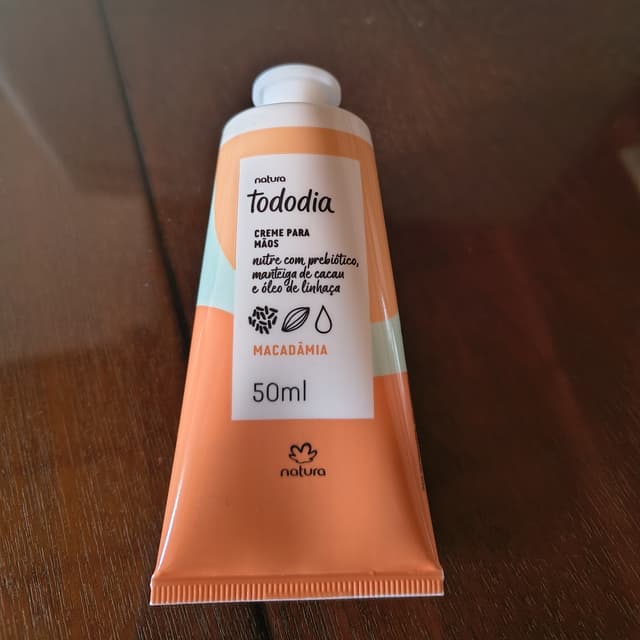 natura
tododia
CREME PARA
MÃOS
nutre com prebiótico,
manteiga de cacau
e óleo de linhaça
MACADÂMIA
50ml
natura